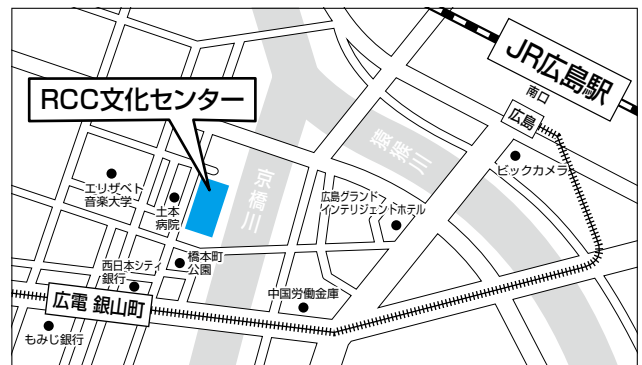 JR広島駅
南口
広島
RCC文化センター
猿猴川
ビックカメラ
京橋川
エリザベト
音楽大学
土本
病院
広島グランド
インテリジェントホテル
橋本町
公園
西日本シティ
銀行
中国労働金庫
広電 銀山町
もみじ銀行